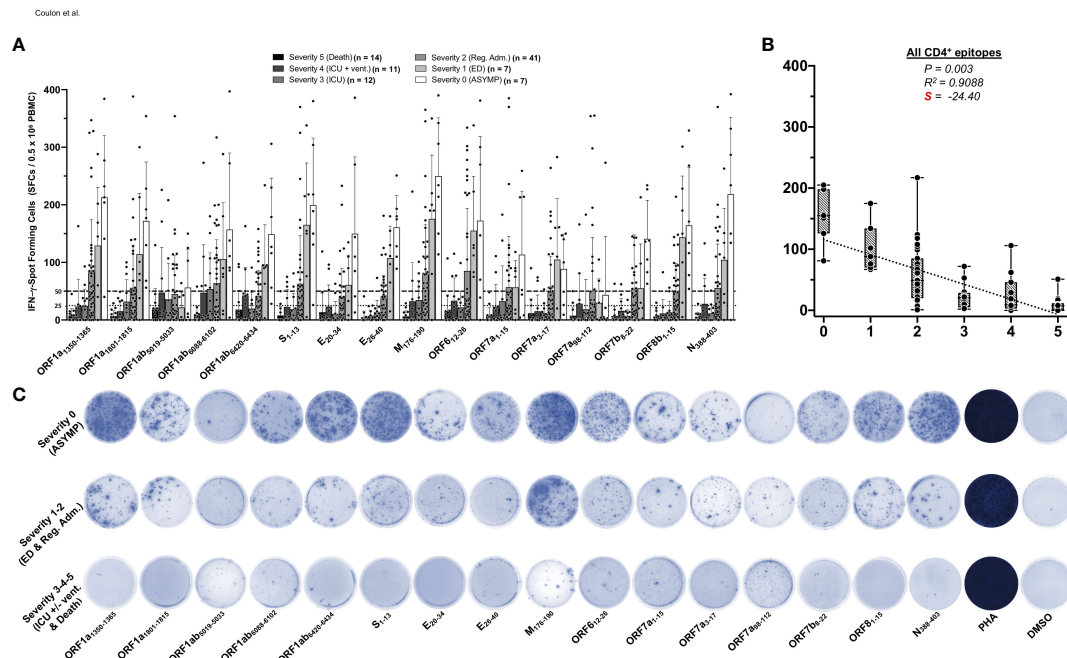 Coulon et al.
A
Severity 5 (Death) (n = 14)
Severity 4 (ICU + vent.) (n = 11)
Severity 3 (ICU) (n = 12)
Severity 2 (Reg. Adm.) (n = 41)
Severity 1 (ED) (n = 7)
Severity 0 (ASYMP) (n = 7)
IFN-γ-Spot Forming Cells (SFCs / 0.5 x 10⁶ PBMC)
400
300
200
100
50
25
0
ORF1a1350-1365
ORF1a1801-1815
ORF1ab5019-5033
ORF1ab6088-6102
ORF1ab6420-6434
S1-13
E20-34
E26-40
M176-190
ORF612-26
ORF7a1-15
ORF7a3-17
ORF7a98-112
ORF7b8-22
ORF8b1-15
N388-403
B
All CD4⁺ epitopes
P = 0.003
R² = 0.9088
S = -24.40
400
300
200
100
0
0 1 2 3 4 5
C
Severity 0
(ASYMP)
Severity 1-2
(ED & Reg. Adm.)
Severity 3-4-5
(ICU +/- vent.
& Death)
ORF1a1350-1365
ORF1a1801-1815
ORF1ab5019-5033
ORF1ab6088-6102
ORF1ab6420-6434
S1-13
E20-34
E26-40
M176-190
ORF612-26
ORF7a1-15
ORF7a3-17
ORF7a98-112
ORF7b8-22
ORF81-15
N388-403
PHA
DMSO